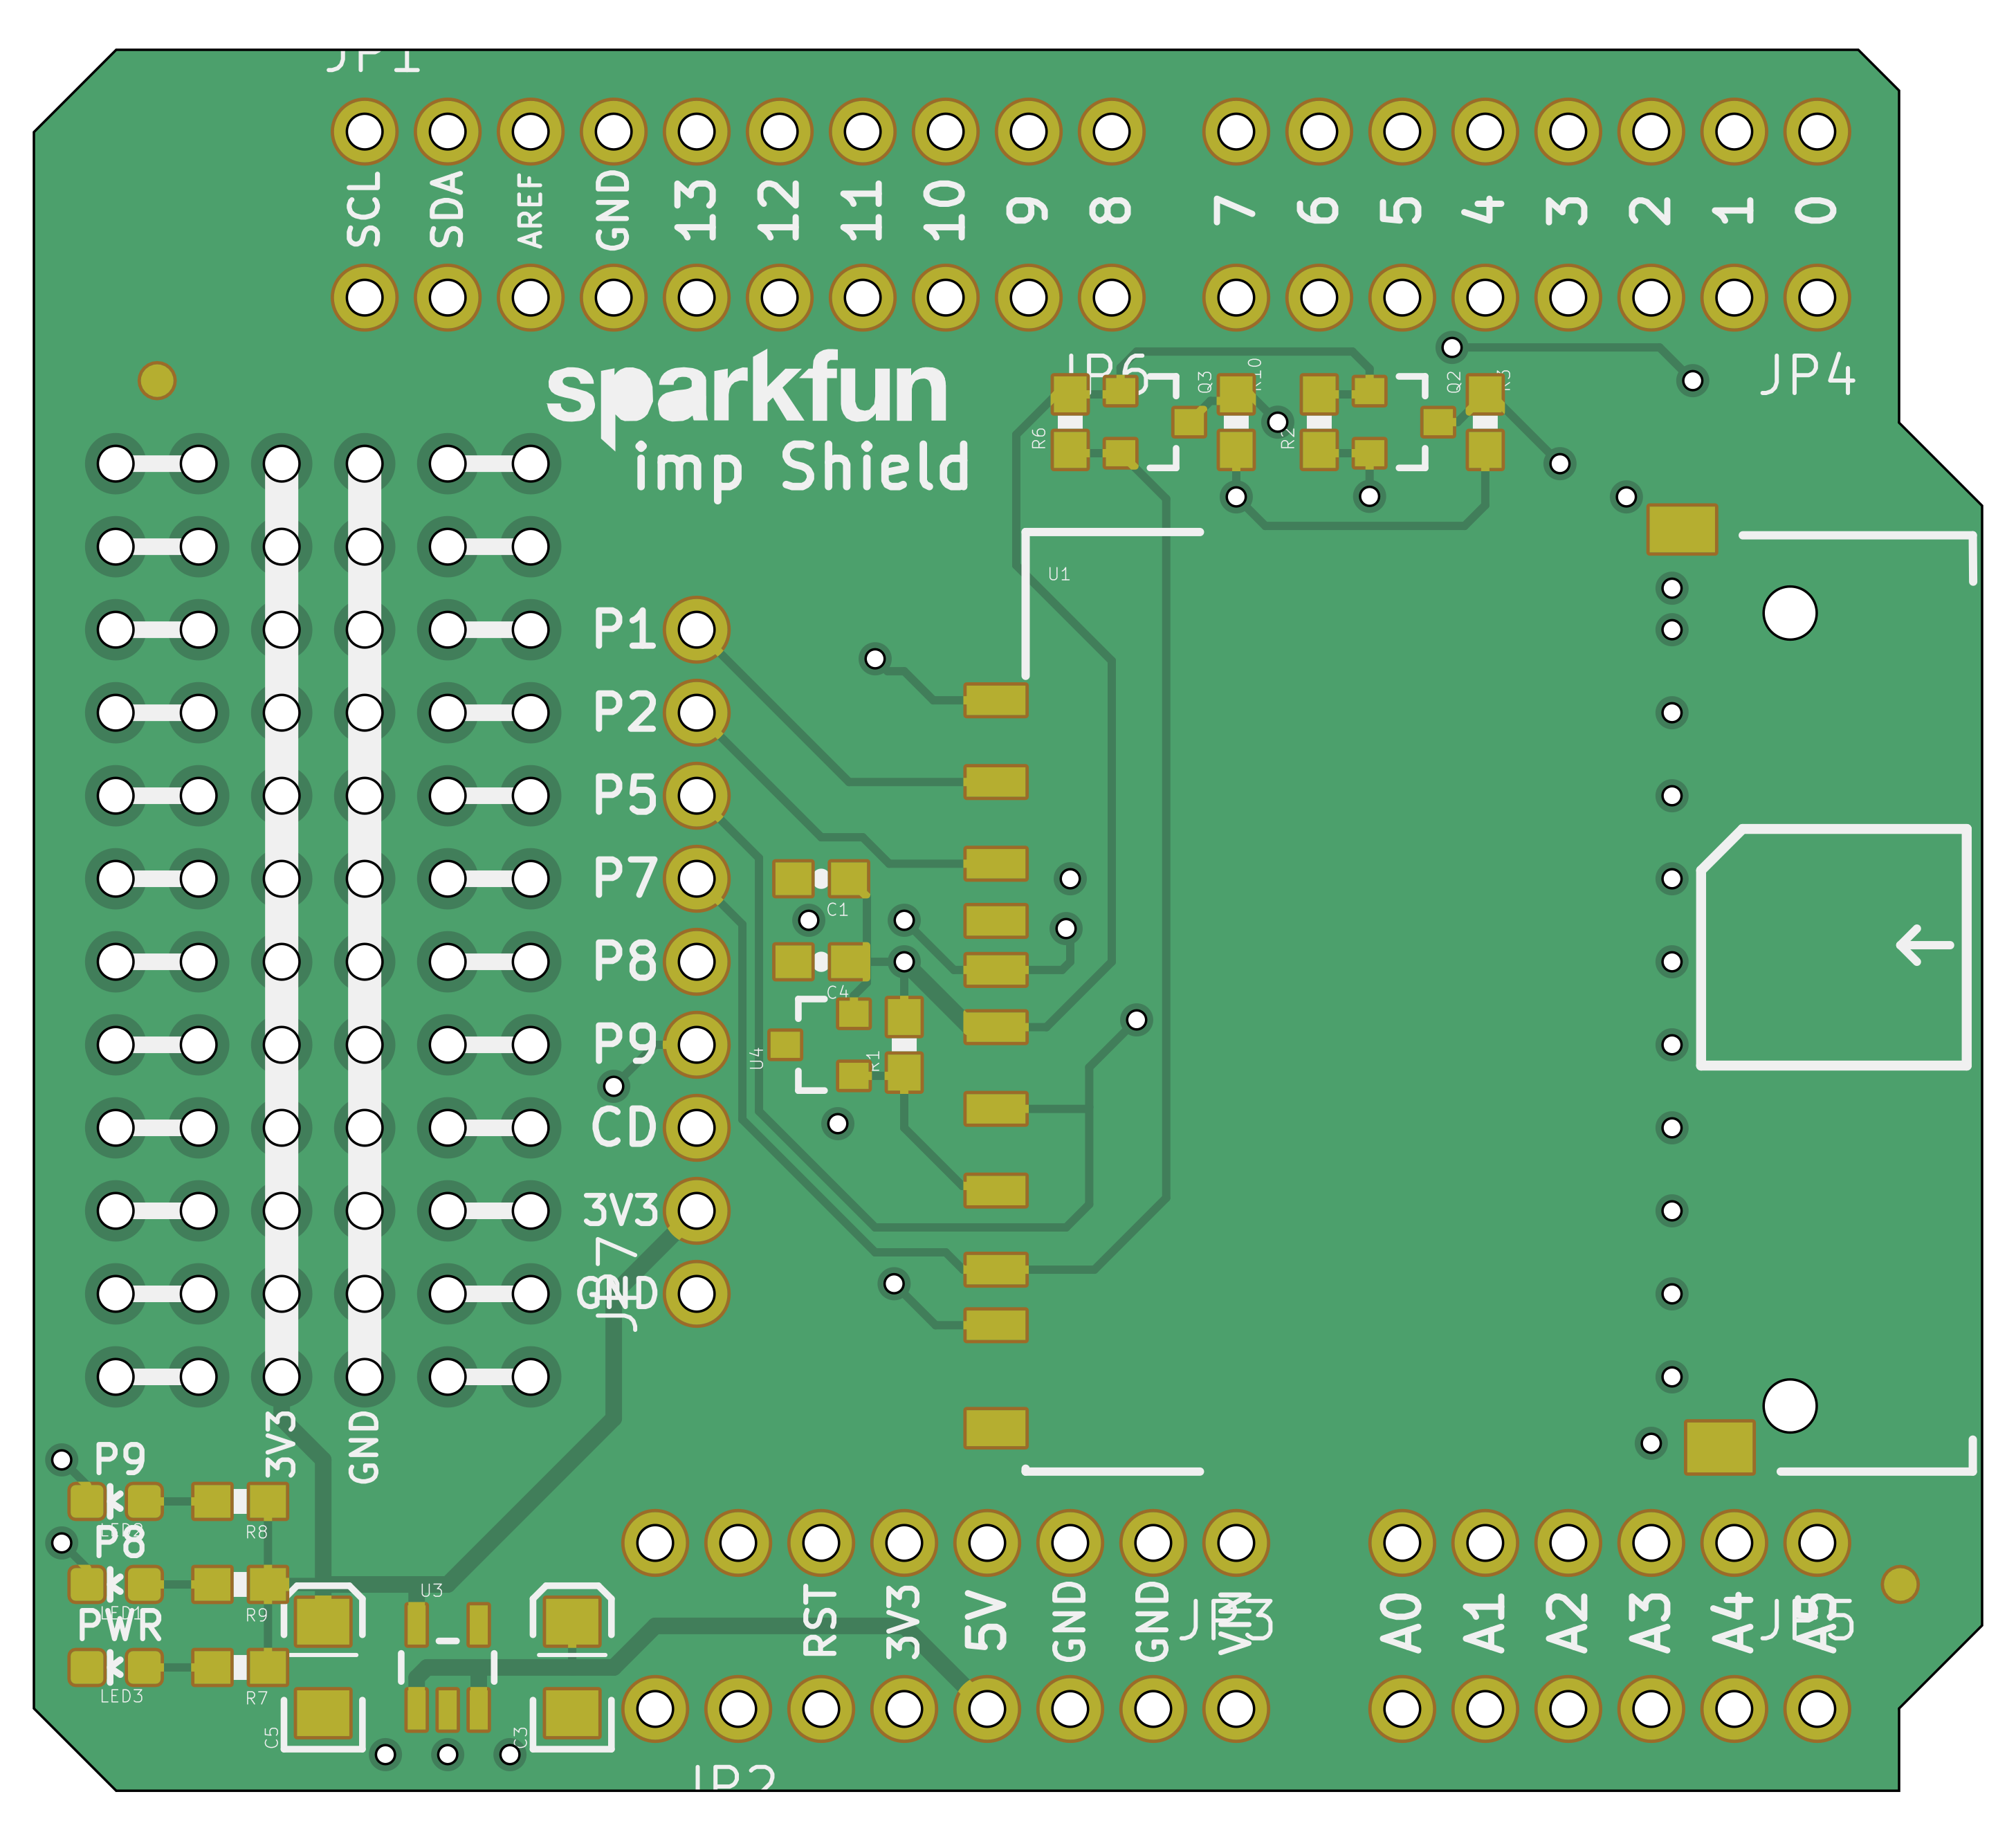 JP1
SCL SDA AREF GND 13 12 11 10 9 8 7 6 5 4 3 2 1 0
sparkfun
imp Shield
JP6
Q3
Q2
JP4
R6
R2
U1
P1
P2
P5
P7
C1
P8
C4
P9
U4
R1
CD
3V3
JP7
GND
3V3 GND
P9
R8
P8
LED1
R9
PWR
LED3
R7
U3
C5
C3
RST 3V3 5V GND GND VIN A0 A1 A2 A3 A4 A5
JP3
JP5
JP2